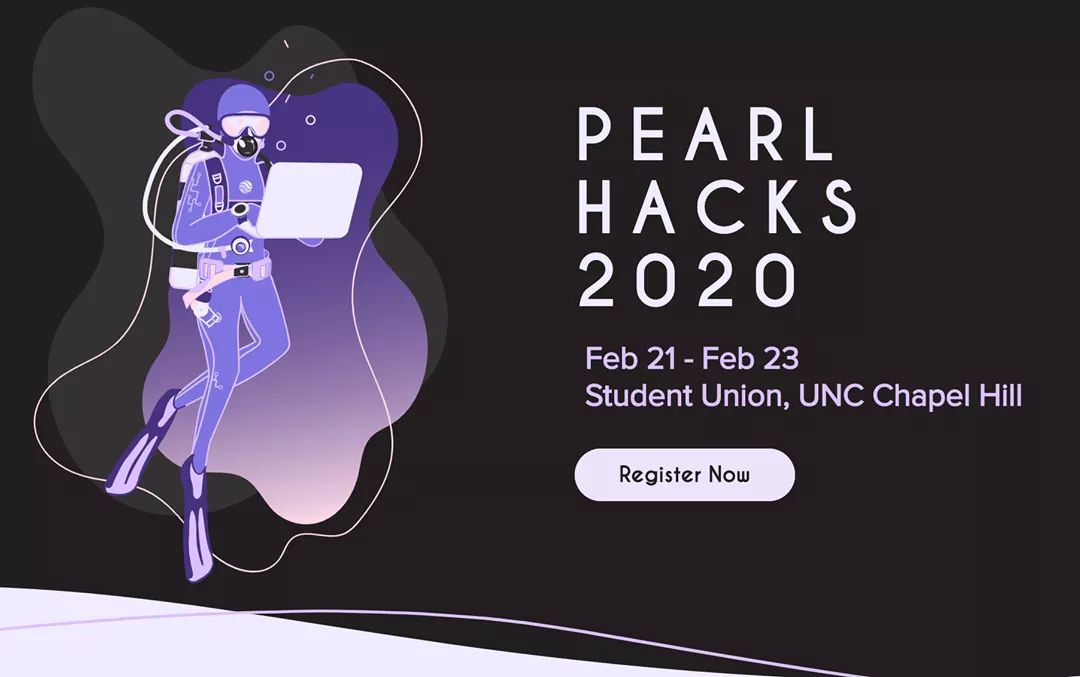 PEARL
HACKS
2020
Feb 21 - Feb 23
Student Union, UNC Chapel Hill
Register Now